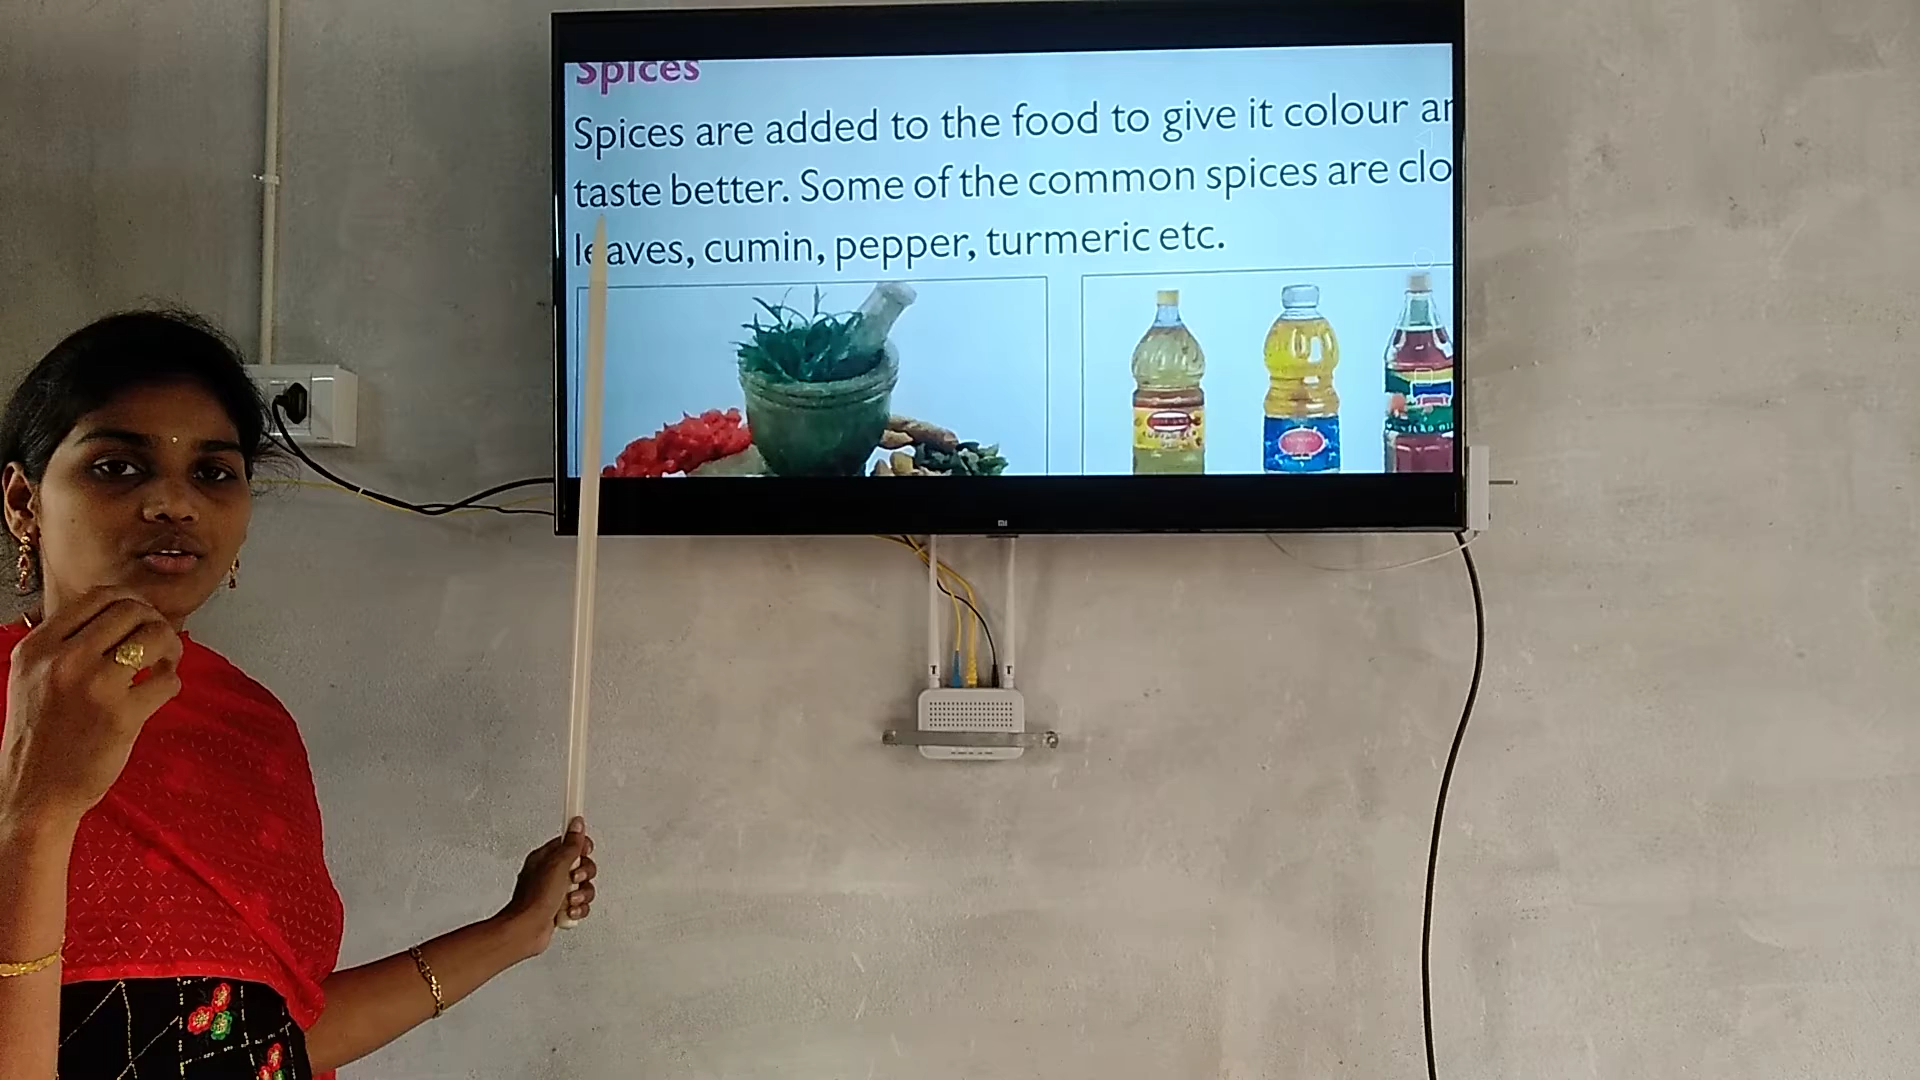 Spices
Spices are added to the food to give it colour
taste better. Some of the common spices are clo
leaves, cumin, pepper, turmeric etc.
mi